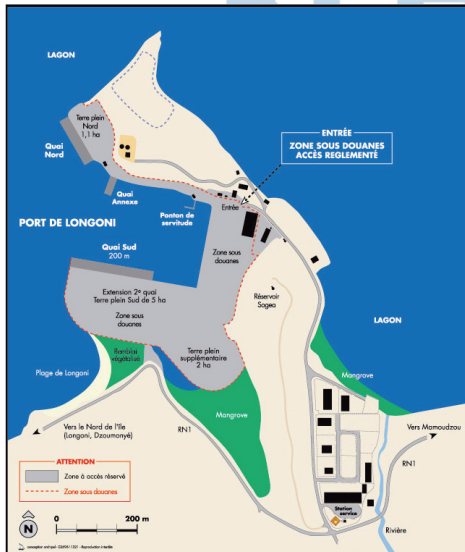 LAGON
Terre plein
Nord
1,1 ha
Quai
Nord
Quai
Annexe
ENTRÉE
ZONE SOUS DOUANES
ACCÈS REGLEMENTÉ
Entrée
Ponton de
servitude
PORT DE LONGONI
Quai Sud
200 m
Zone sous
douanes
Extension 2e quai
Terre plein Sud de 5 ha
Zone sous
douanes
Réservoir
Sogea
LAGON
Remblai
végétalisé
Terre plein
supplémentaire
2 ha
Plage de Longoni
Mangrove
Mangrove
Vers le Nord de l'île
(Longoni, Dzoumonyé)
RN1
Vers Mamoudzou
RN1
ATTENTION
Zone à accès réservé
Zone sous douanes
Station
service
Rivière
N
0
200 m